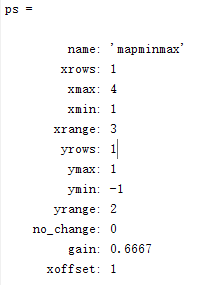 ps =
name: 'mapminmax'
xrows: 1
xmax: 4
xmin: 1
xrange: 3
yrows: 1
ymax: 1
ymin: -1
yrange: 2
no_change: 0
gain: 0.6667
xoffset: 1